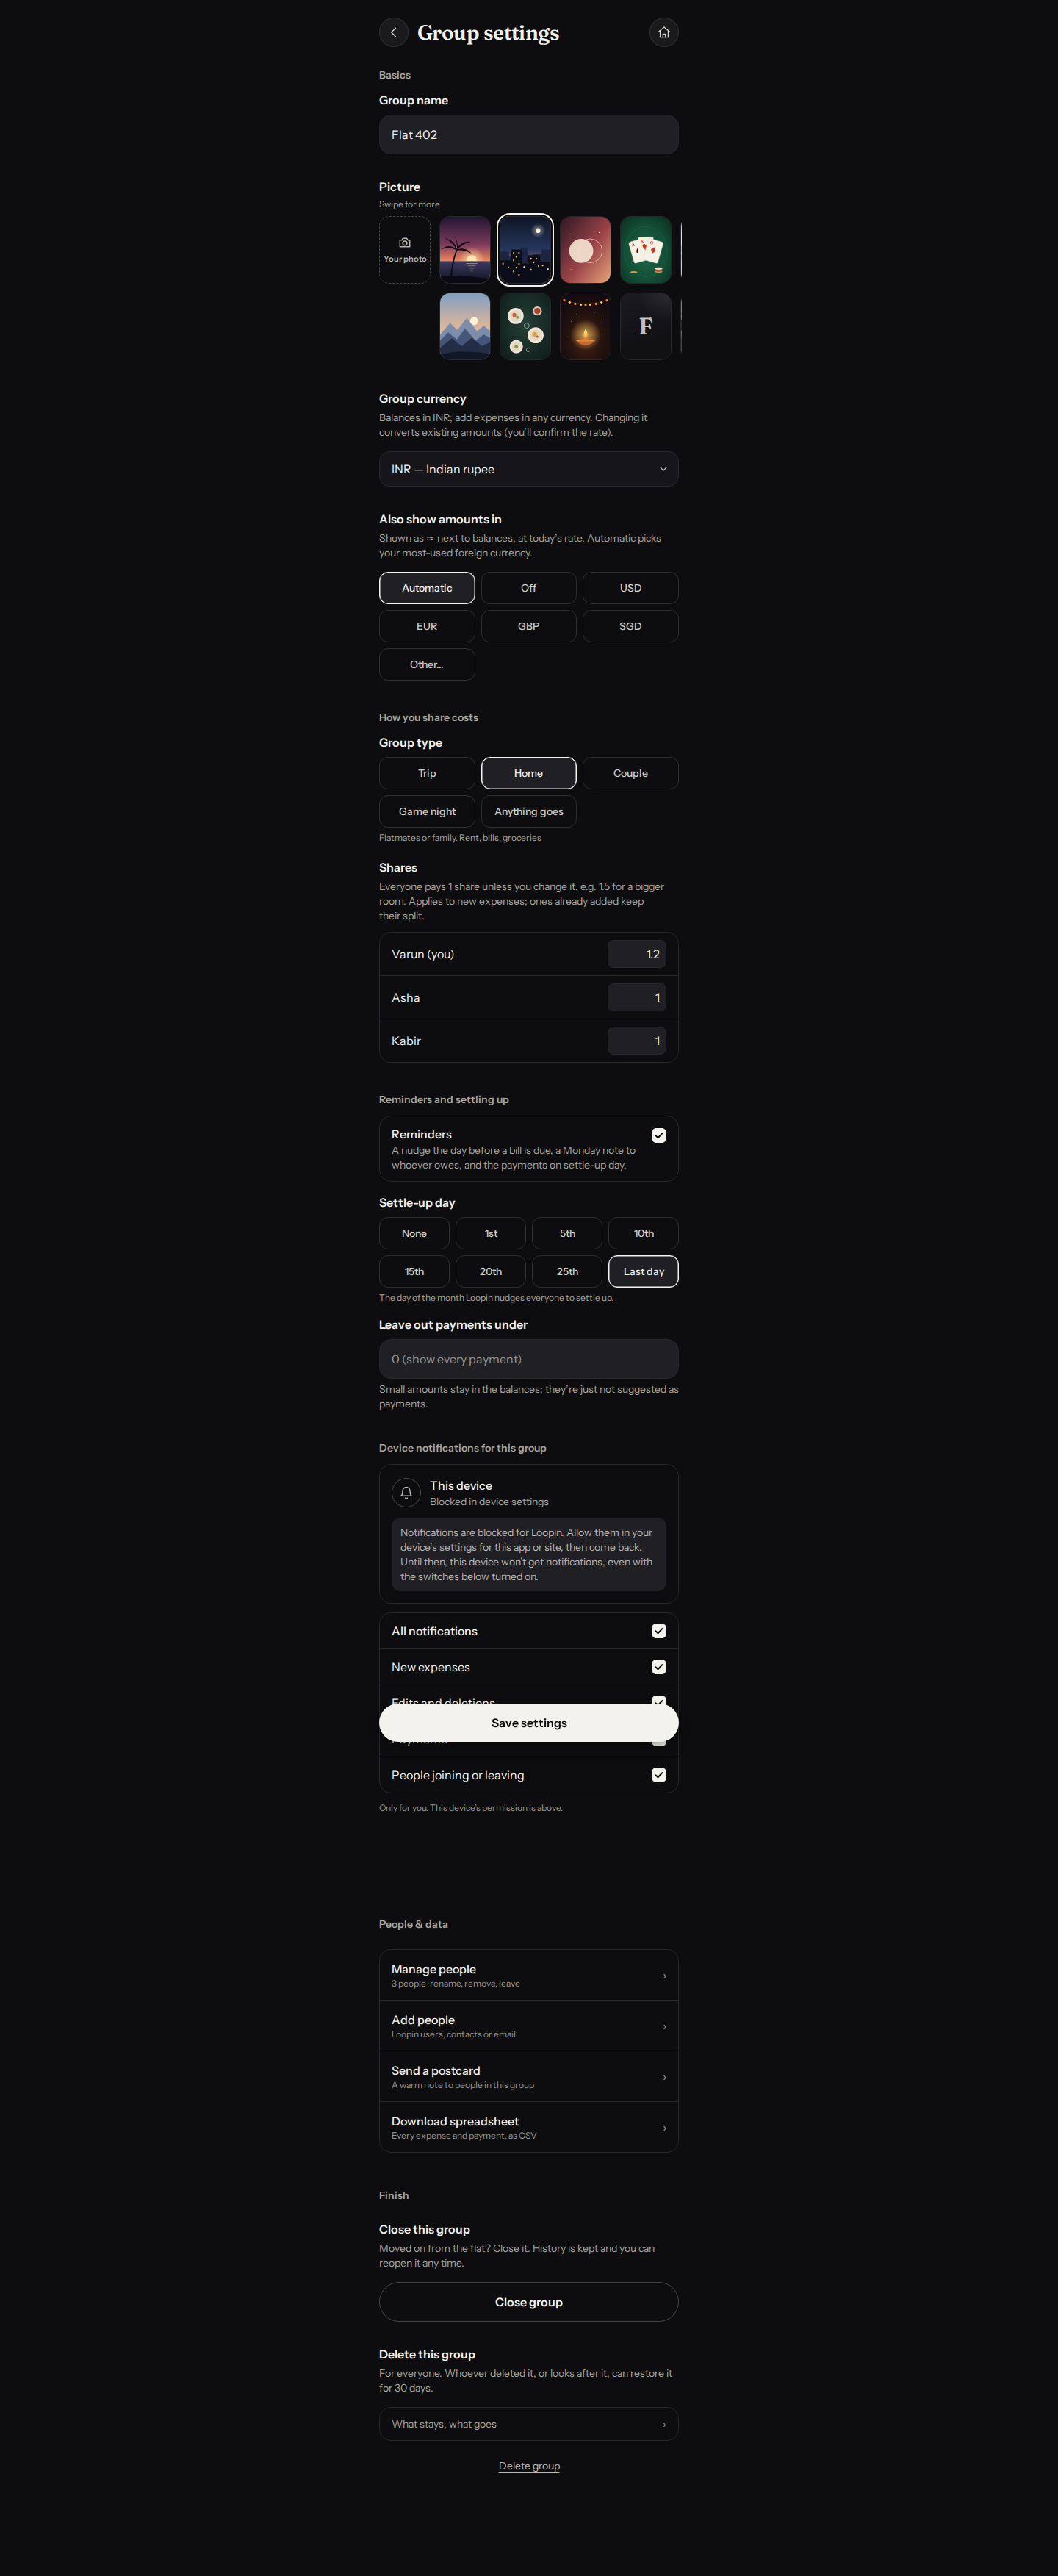 Group settings
Basics
Group name
Flat 402
Picture
Swipe for more
Your photo
F
Group currency
Balances in INR; add expenses in any currency. Changing it
converts existing amounts (you'll confirm the rate).
INR — Indian rupee
Also show amounts in
Shown as ≈ next to balances, at today's rate. Automatic picks
your most-used foreign currency.
Automatic
Off
USD
EUR
GBP
SGD
Other...
How you share costs
Group type
Trip
Home
Couple
Game night
Anything goes
Flatmates or family. Rent, bills, groceries
Shares
Everyone pays 1 share unless you change it, e.g. 1.5 for a bigger
room. Applies to new expenses; ones already added keep
their split.
Varun (you)
1.2
Asha
1
Kabir
1
Reminders and settling up
Reminders
A nudge the day before a bill is due, a Monday note to
whoever owes, and the payments on settle-up day.
Settle-up day
None
1st
5th
10th
15th
20th
25th
Last day
The day of the month Loopin nudges everyone to settle up.
Leave out payments under
0 (show every payment)
Small amounts stay in the balances; they're just not suggested as
payments.
Device notifications for this group
This device
Blocked in device settings
Notifications are blocked for Loopin. Allow them in your
device's settings for this app or site, then come back.
Until then, this device won't get notifications, even with
the switches below turned on.
All notifications
New expenses
Edits and deletions
Save settings
People joining or leaving
Only for you. This device's permission is above.
People & data
Manage people
3 people · rename, remove, leave
Add people
Loopin users, contacts or email
Send a postcard
A warm note to people in this group
Download spreadsheet
Every expense and payment, as CSV
Finish
Close this group
Moved on from the flat? Close it. History is kept and you can
reopen it any time.
Close group
Delete this group
For everyone. Whoever deleted it, or looks after it, can restore it
for 30 days.
What stays, what goes
Delete group